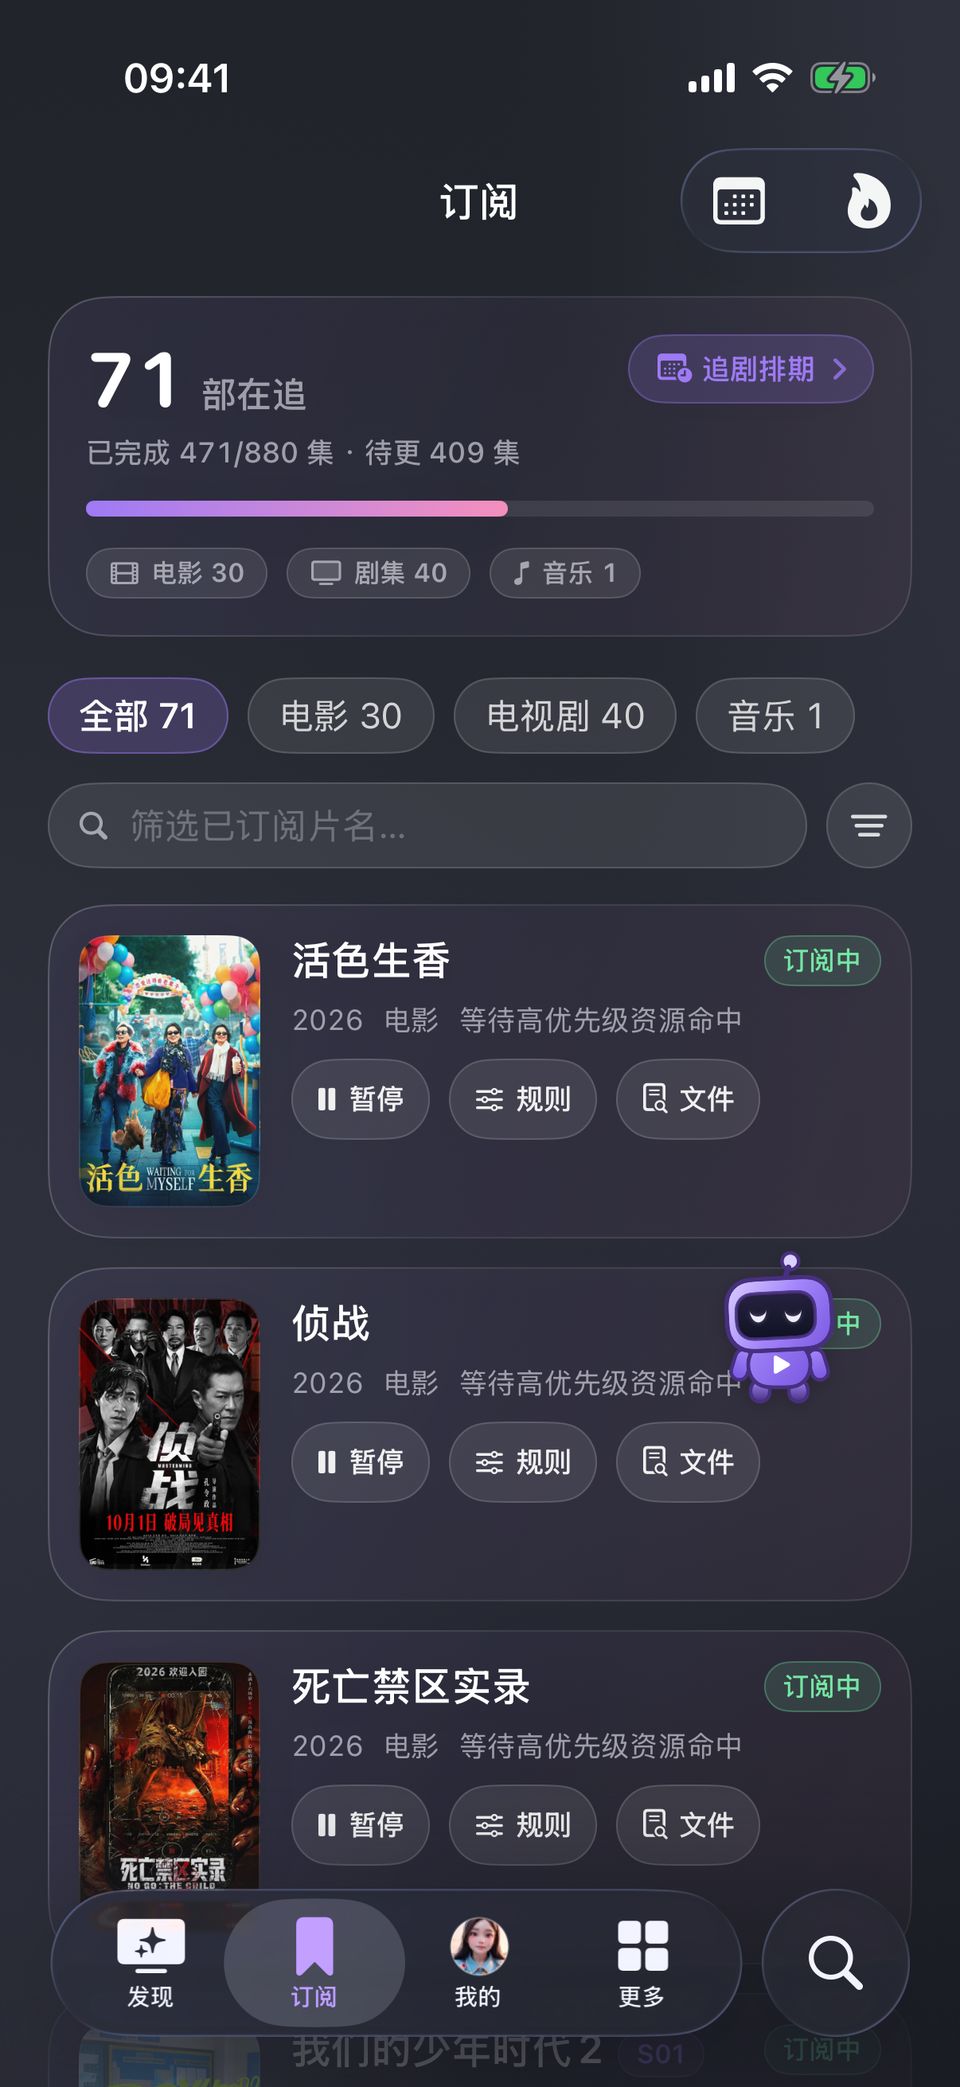 09:41
订阅
71 部在追
追剧排期
已完成 471/880 集 · 待更 409 集
电影 30
剧集 40
音乐 1
全部 71
电影 30
电视剧 40
音乐 1
筛选已订阅片名...
活色生香
订阅中
2026 电影 等待高优先级资源命中
暂停
规则
文件
活色 WAITING FOR MYSELF 生香
侦战
中
2026 电影 等待高优先级资源命中
暂停
规则
文件
侦战
MASTERMIND
10月1日 破局见真相
死亡禁区实录
订阅中
2026 电影 等待高优先级资源命中
暂停
规则
文件
2026 欢迎入园
死亡禁区实录
发现
订阅
我的
更多
我们的少年时代 2
S01
订阅中